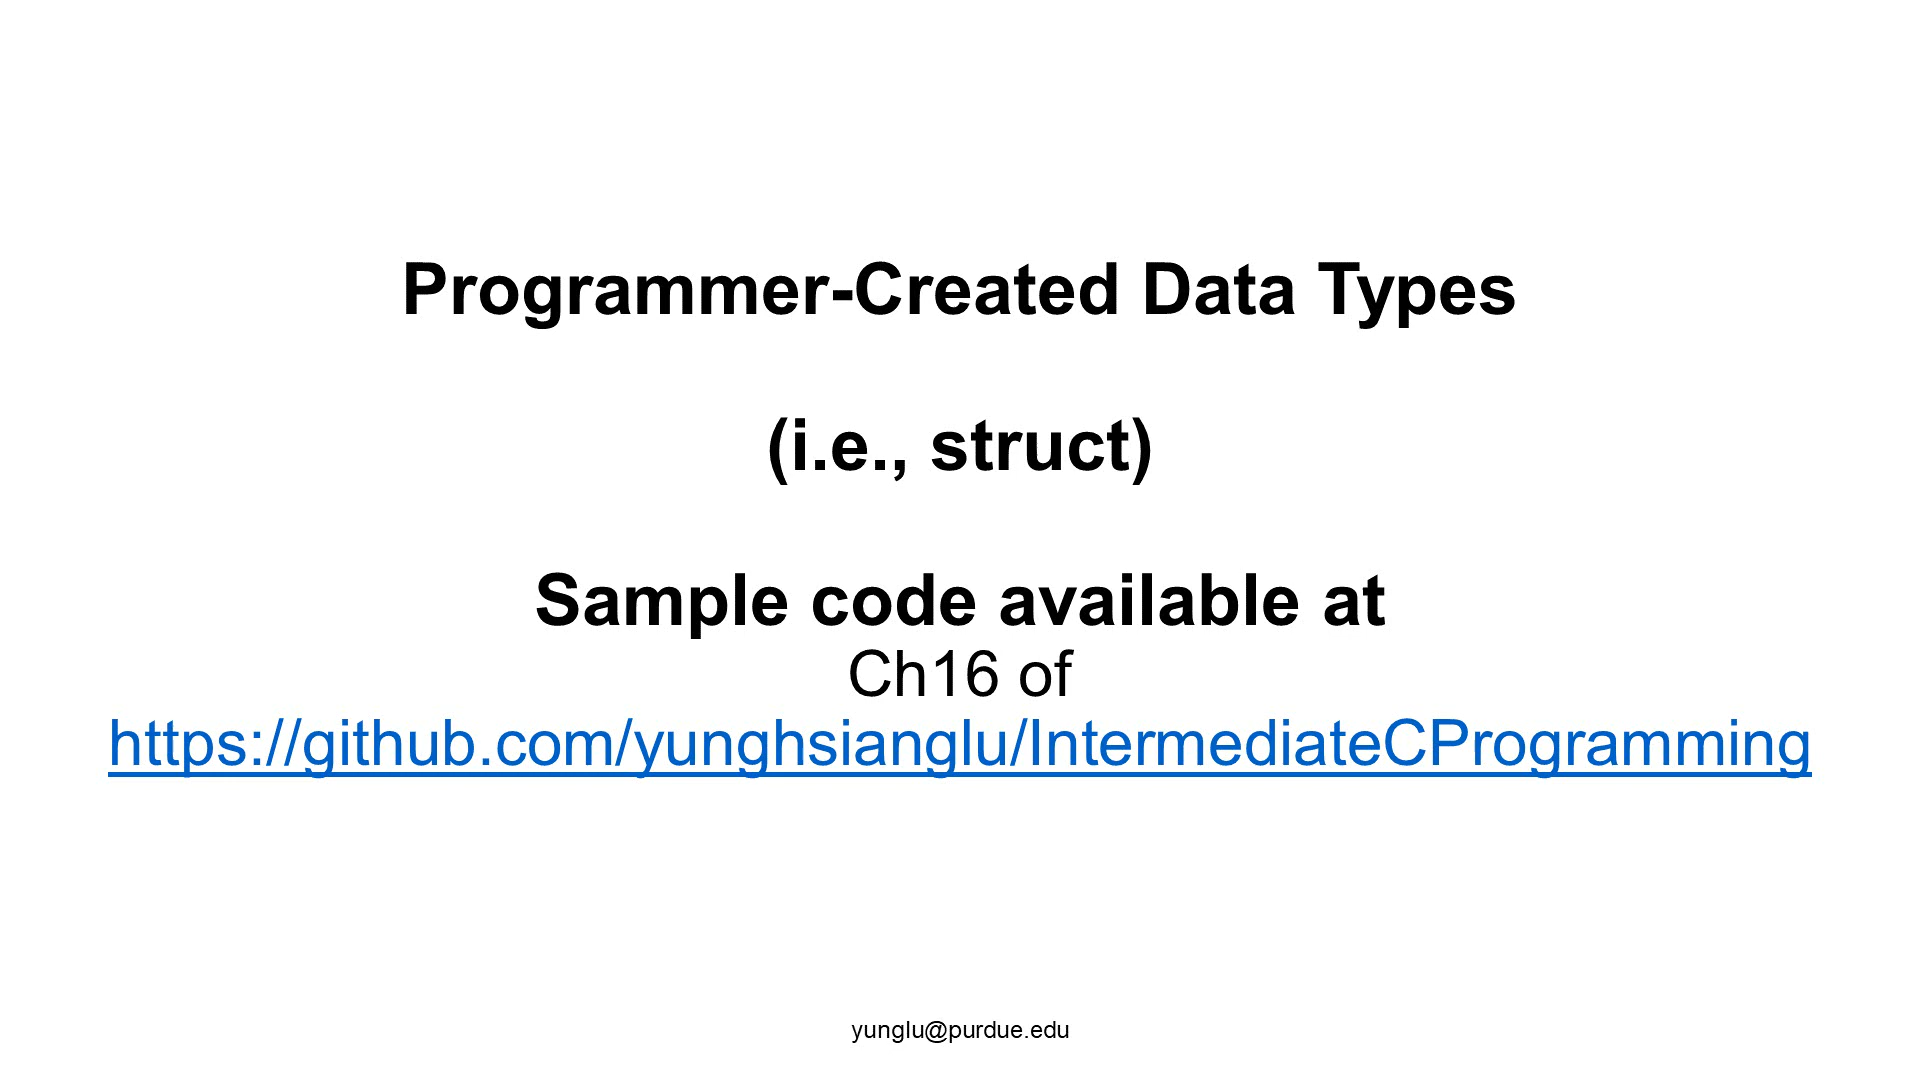 Programmer-Created Data Types
(i.e., struct)
Sample code available at
Ch16 of
https://github.com/yunghsianglu/IntermediateCProgramming
yunglu@purdue.edu